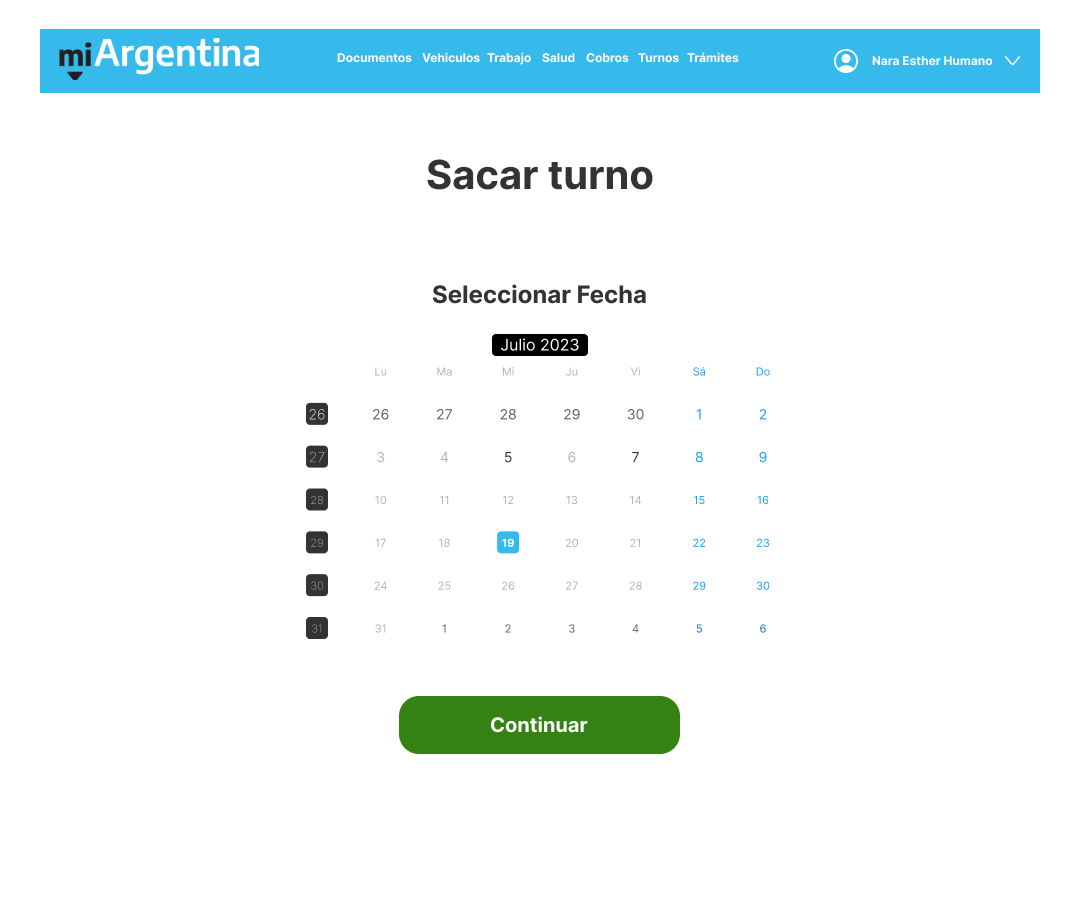 miArgentina
Documentos Vehiculos Trabajo Salud Cobros Turnos Trámites
Nara Esther Humano
Sacar turno
Seleccionar Fecha
Julio 2023
Lu Ma Mi Ju Vi Sá Do
26 26 27 28 29 30 1 2
27 3 4 5 6 7 8 9
28 10 11 12 13 14 15 16
29 17 18 19 20 21 22 23
30 24 25 26 27 28 29 30
31 31 1 2 3 4 5 6
Continuar